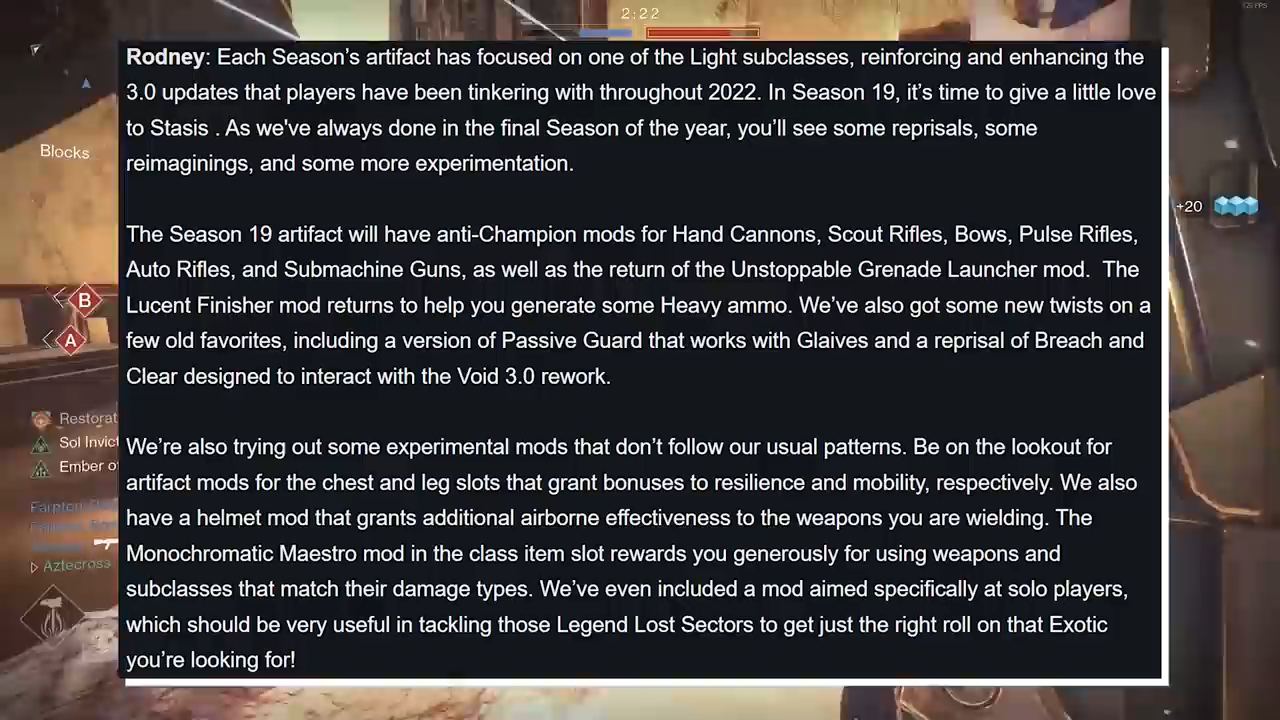 2:22
Rodney: Each Season's artifact has focused on one of the Light subclasses, reinforcing and enhancing the
3.0 updates that players have been tinkering with throughout 2022. In Season 19, it's time to give a little love
to Stasis . As we've always done in the final Season of the year, you'll see some reprisals, some
reimaginings, and some more experimentation.
Blocks
+20
The Season 19 artifact will have anti-Champion mods for Hand Cannons, Scout Rifles, Bows, Pulse Rifles,
Auto Rifles, and Submachine Guns, as well as the return of the Unstoppable Grenade Launcher mod.  The
Lucent Finisher mod returns to help you generate some Heavy ammo. We've also got some new twists on a
few old favorites, including a version of Passive Guard that works with Glaives and a reprisal of Breach and
Clear designed to interact with the Void 3.0 rework.
B
A
We're also trying out some experimental mods that don't follow our usual patterns. Be on the lookout for
artifact mods for the chest and leg slots that grant bonuses to resilience and mobility, respectively. We also
have a helmet mod that grants additional airborne effectiveness to the weapons you are wielding. The
Monochromatic Maestro mod in the class item slot rewards you generously for using weapons and
subclasses that match their damage types. We've even included a mod aimed specifically at solo players,
which should be very useful in tackling those Legend Lost Sectors to get just the right roll on that Exotic
you're looking for!
Restorat
Sol Invict
Ember o
Aztecross